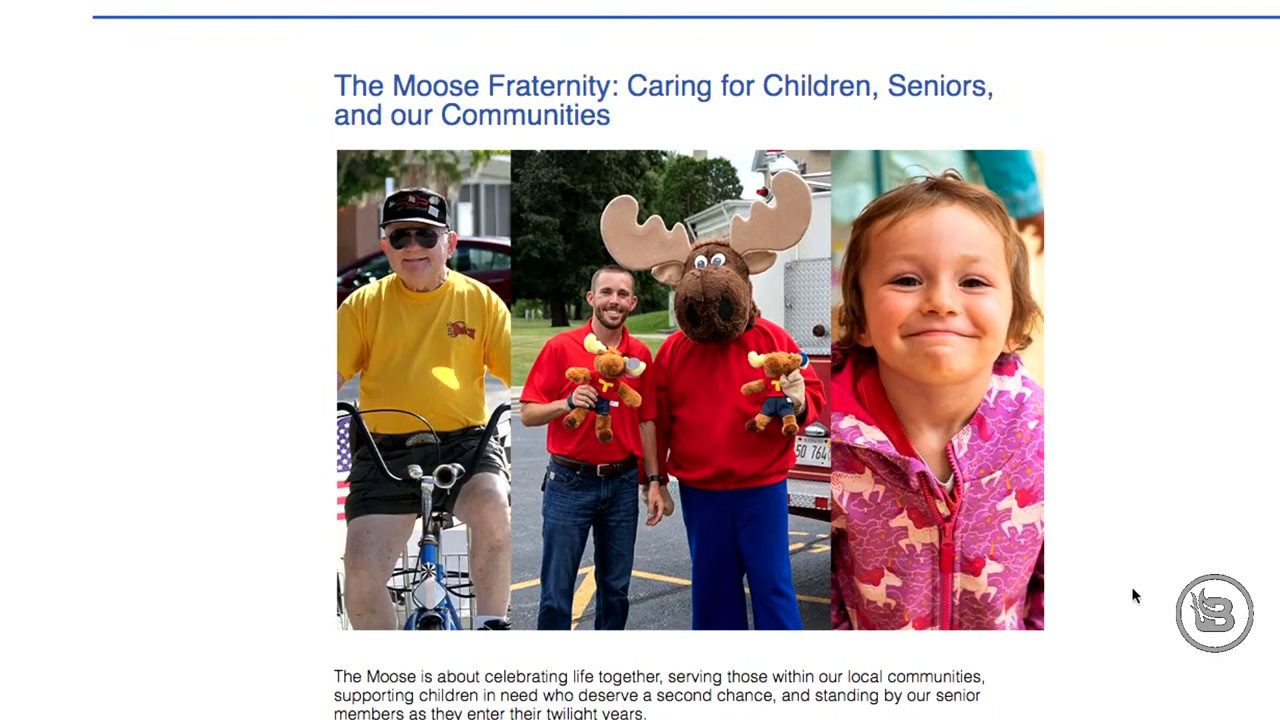 The Moose Fraternity: Caring for Children, Seniors,
and our Communities
T
T
50 764
B
The Moose is about celebrating life together, serving those within our local communities,
supporting children in need who deserve a second chance, and standing by our senior
members as they enter their twilight years.